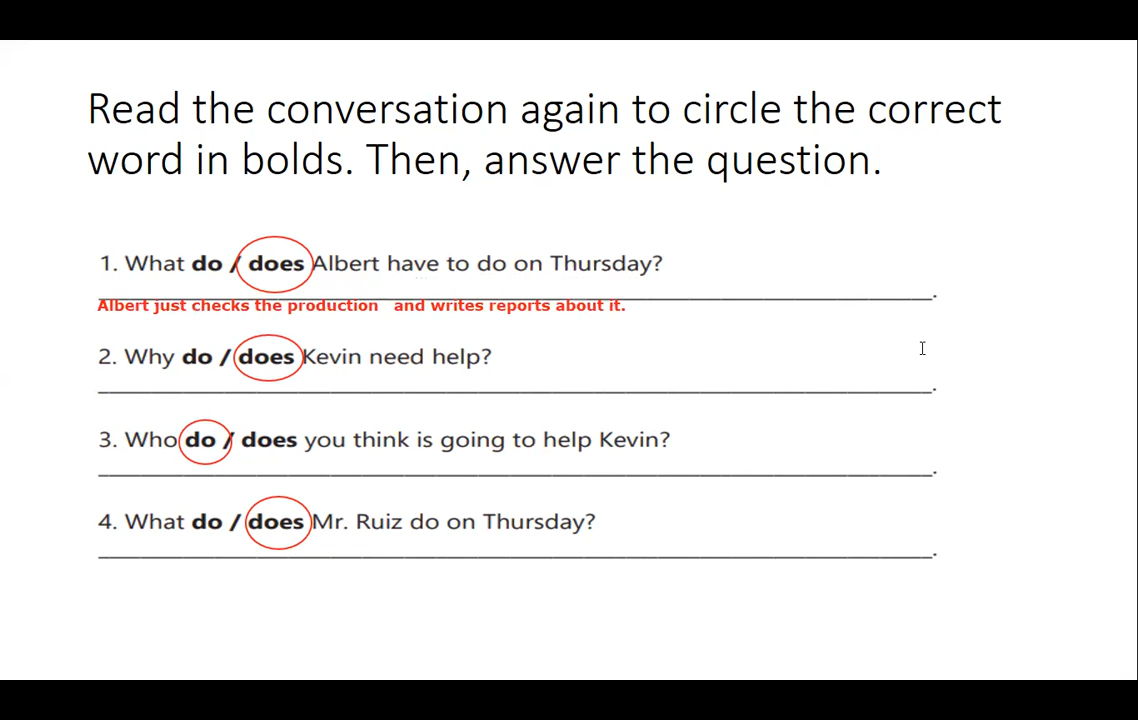 Read the conversation again to circle the correct
word in bolds. Then, answer the question.
1. What do / does Albert have to do on Thursday?
Albert just checks the production and writes reports about it.
2. Why do / does Kevin need help?
3. Who do / does you think is going to help Kevin?
4. What do / does Mr. Ruiz do on Thursday?